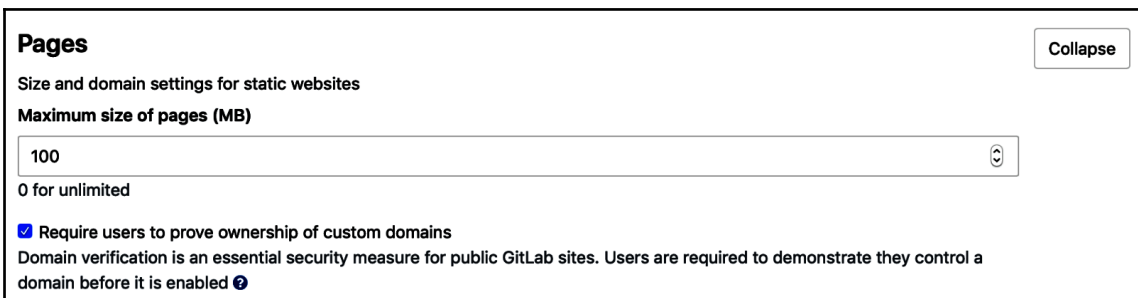 Pages
Collapse
Size and domain settings for static websites
Maximum size of pages (MB)
100
0 for unlimited
Require users to prove ownership of custom domains
Domain verification is an essential security measure for public GitLab sites. Users are required to demonstrate they control a
domain before it is enabled